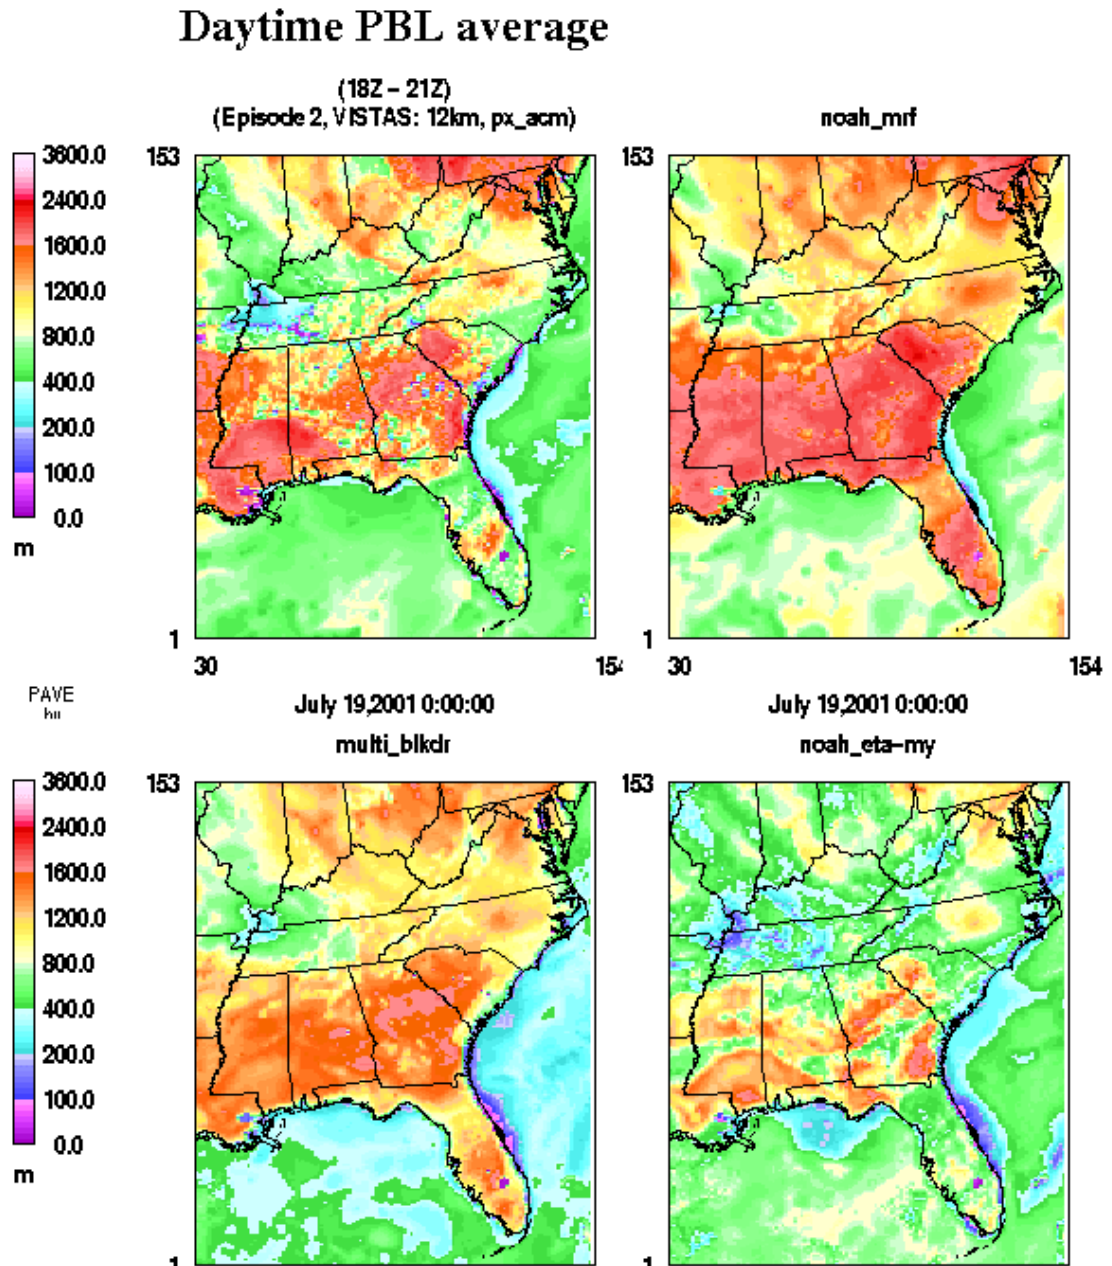 Daytime PBL average
(18Z – 21Z)
(Episode 2, VISTAS: 12km, px_acm)
noah_mrf
3600.0
2400.0
1600.0
1200.0
800.0
400.0
200.0
100.0
0.0
m
153
1
30
154
153
1
30
154
PAVE
July 19,2001 0:00:00
July 19,2001 0:00:00
multi_blkdr
noah_eta-my
3600.0
2400.0
1600.0
1200.0
800.0
400.0
200.0
100.0
0.0
m
153
1
153
1